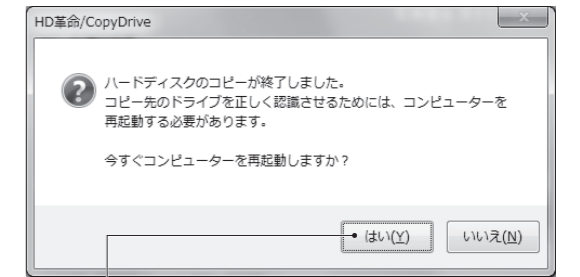 HD革命/CopyDrive
ハードディスクのコピーが終了しました。
コピー先のドライブを正しく認識させるためには、コンピューターを
再起動する必要があります。
今すぐコンピューターを再起動しますか？
はい(Y)
いいえ(N)